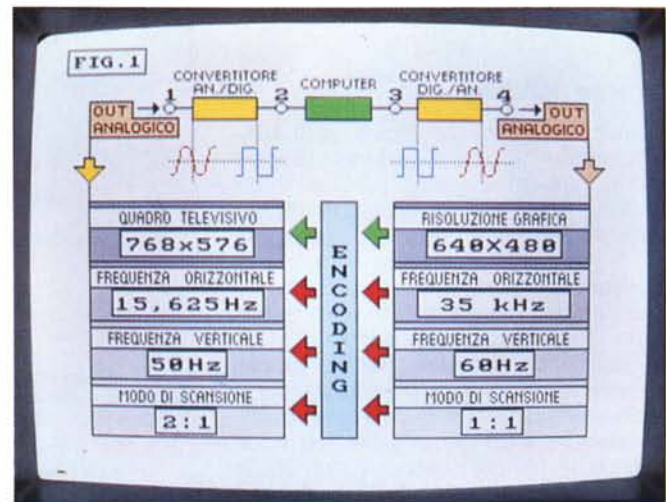 FIG.1
CONVERTITORE
AN./DIG.
COMPUTER
CONVERTITORE
DIG./AN.
1
2
3
4
OUT
ANALOGICO
OUT
ANALOGICO
QUADRO TELEVISIVO
768x576
FREQUENZA ORIZZONTALE
15,625Hz
FREQUENZA VERTICALE
50Hz
MODO DI SCANSIONE
2:1
ENCODING
RISOLUZIONE GRAFICA
640X480
FREQUENZA ORIZZONTALE
35 kHz
FREQUENZA VERTICALE
60Hz
MODO DI SCANSIONE
1:1